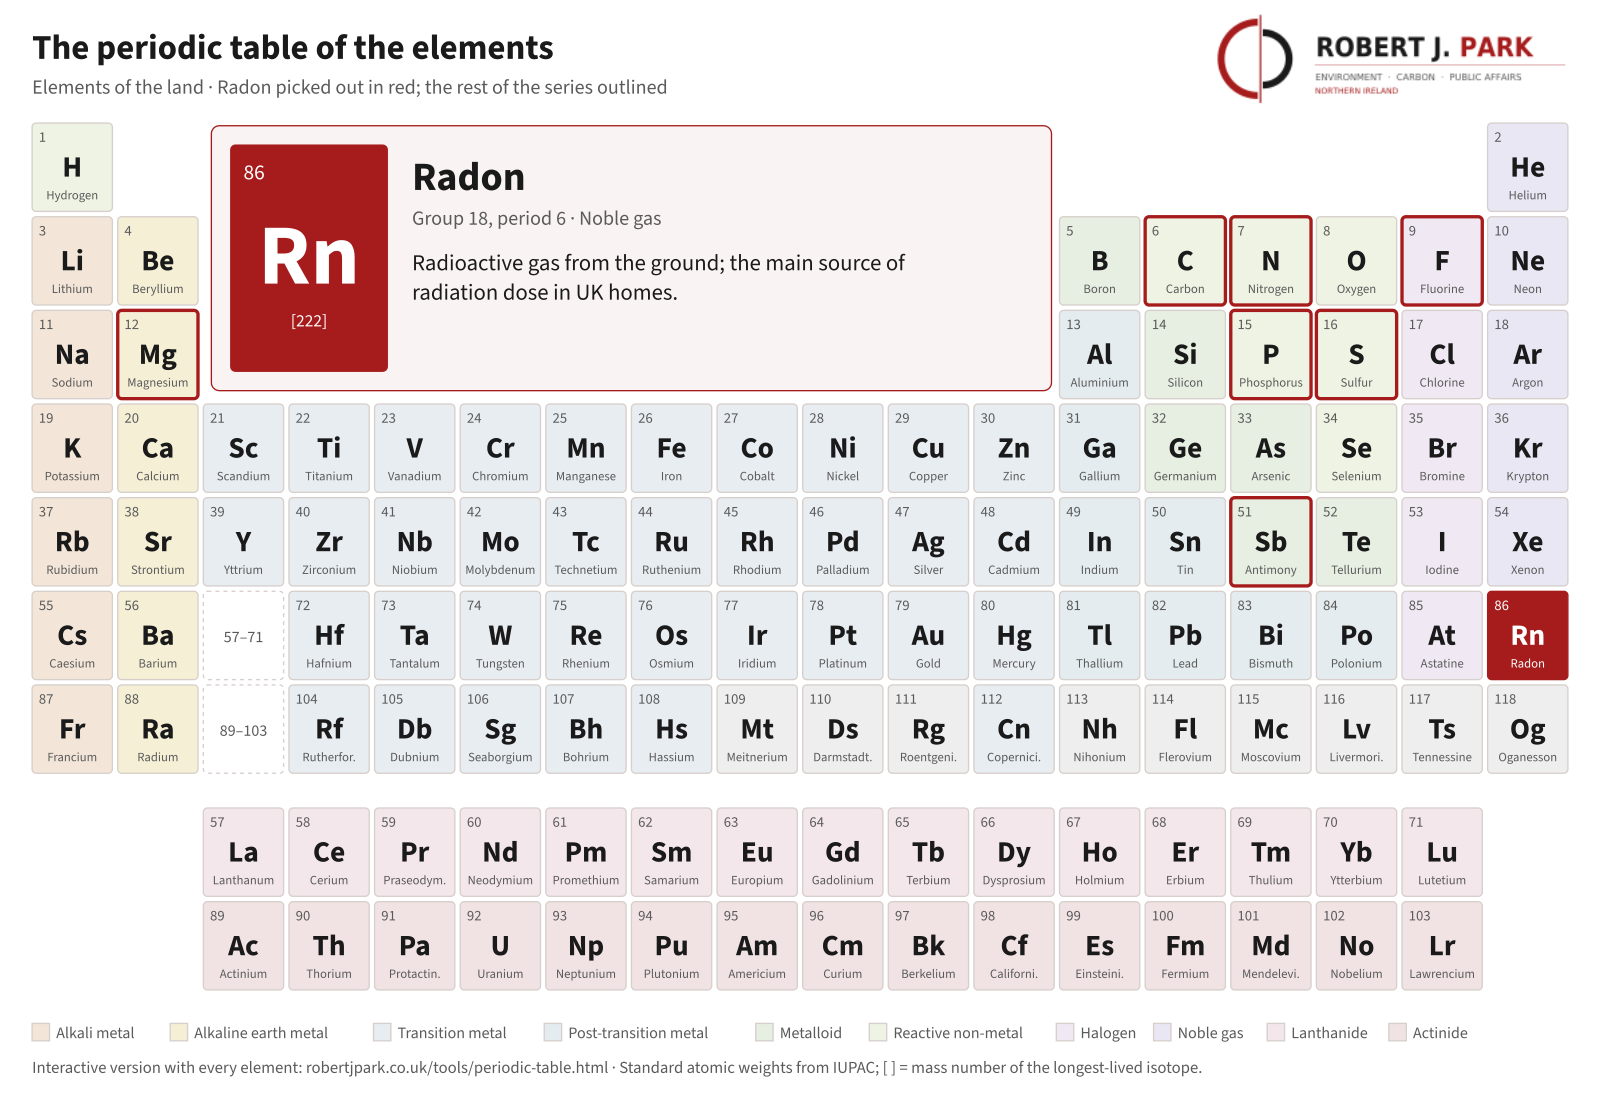 The periodic table of the elements
Elements of the land · Radon picked out in red; the rest of the series outlined
ROBERT J. PARK
ENVIRONMENT · CARBON · PUBLIC AFFAIRS
NORTHERN IRELAND
1 2
H He
Hydrogen Helium
86
Rn
[222]
Radon
Group 18, period 6 · Noble gas
Radioactive gas from the ground; the main source of
radiation dose in UK homes.
3 4 5 6 7 8 9 10
Li Be B C N O F Ne
Lithium Beryllium Boron Carbon Nitrogen Oxygen Fluorine Neon
11 12 13 14 15 16 17 18
Na Mg Al Si P S Cl Ar
Sodium Magnesium Aluminium Silicon Phosphorus Sulfur Chlorine Argon
19 20 21 22 23 24 25 26 27 28 29 30 31 32 33 34 35 36
K Ca Sc Ti V Cr Mn Fe Co Ni Cu Zn Ga Ge As Se Br Kr
Potassium Calcium Scandium Titanium Vanadium Chromium Manganese Iron Cobalt Nickel Copper Zinc Gallium Germanium Arsenic Selenium Bromine Krypton
37 38 39 40 41 42 43 44 45 46 47 48 49 50 51 52 53 54
Rb Sr Y Zr Nb Mo Tc Ru Rh Pd Ag Cd In Sn Sb Te I Xe
Rubidium Strontium Yttrium Zirconium Niobium Molybdenum Technetium Ruthenium Rhodium Palladium Silver Cadmium Indium Tin Antimony Tellurium Iodine Xenon
55 56 72 73 74 75 76 77 78 79 80 81 82 83 84 85 86
Cs Ba 57–71 Hf Ta W Re Os Ir Pt Au Hg Tl Pb Bi Po At Rn
Caesium Barium Hafnium Tantalum Tungsten Rhenium Osmium Iridium Platinum Gold Mercury Thallium Lead Bismuth Polonium Astatine Radon
87 88 104 105 106 107 108 109 110 111 112 113 114 115 116 117 118
Fr Ra 89–103 Rf Db Sg Bh Hs Mt Ds Rg Cn Nh Fl Mc Lv Ts Og
Francium Radium Rutherfor. Dubnium Seaborgium Bohrium Hassium Meitnerium Darmstadt. Roentgeni. Copernici. Nihonium Flerovium Moscovium Livermori. Tennessine Oganesson
57 58 59 60 61 62 63 64 65 66 67 68 69 70 71
La Ce Pr Nd Pm Sm Eu Gd Tb Dy Ho Er Tm Yb Lu
Lanthanum Cerium Praseodym. Neodymium Promethium Samarium Europium Gadolinium Terbium Dysprosium Holmium Erbium Thulium Ytterbium Lutetium
89 90 91 92 93 94 95 96 97 98 99 100 101 102 103
Ac Th Pa U Np Pu Am Cm Bk Cf Es Fm Md No Lr
Actinium Thorium Protactin. Uranium Neptunium Plutonium Americium Curium Berkelium Californi. Einsteini. Fermium Mendelevi. Nobelium Lawrencium
Alkali metal Alkaline earth metal Transition metal Post-transition metal Metalloid Reactive non-metal Halogen Noble gas Lanthanide Actinide
Interactive version with every element: robertjpark.co.uk/tools/periodic-table.html · Standard atomic weights from IUPAC; [ ] = mass number of the longest-lived isotope.